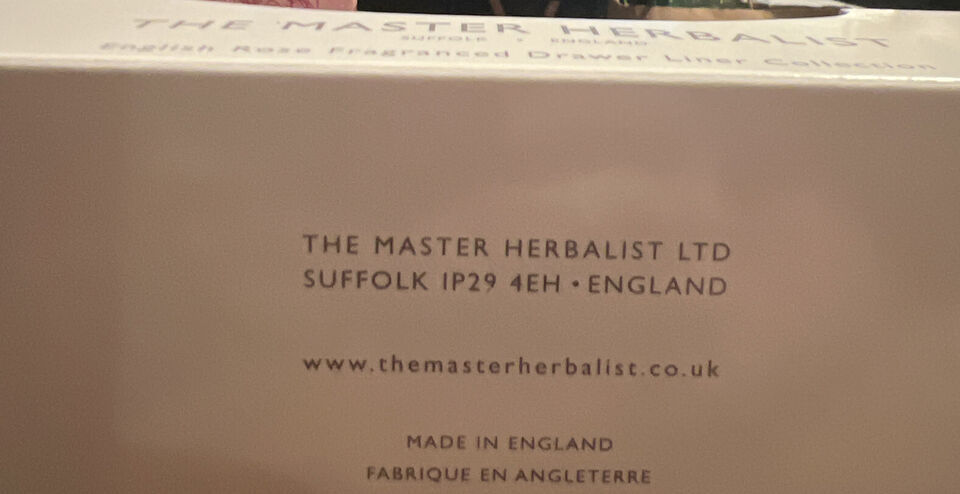 THE MASTER HERBALIST
SUFFOLK • ENGLAND
English Rose Fragranced Drawer Liner Collection
THE MASTER HERBALIST LTD
SUFFOLK IP29 4EH • ENGLAND
www.themasterherbalist.co.uk
MADE IN ENGLAND
FABRIQUE EN ANGLETERRE